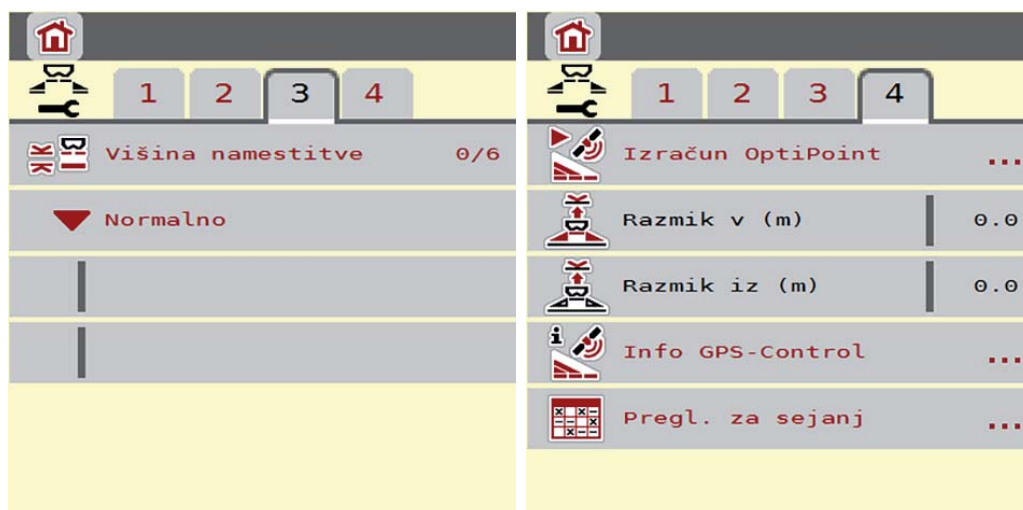 1 2 3 4
Višina namestitve 0/6
Normalno
1 2 3 4
Izračun OptiPoint ...
Razmik v (m) 0.0
Razmik iz (m) 0.0
i
Info GPS-Control ...
Pregl. za sejanj ...